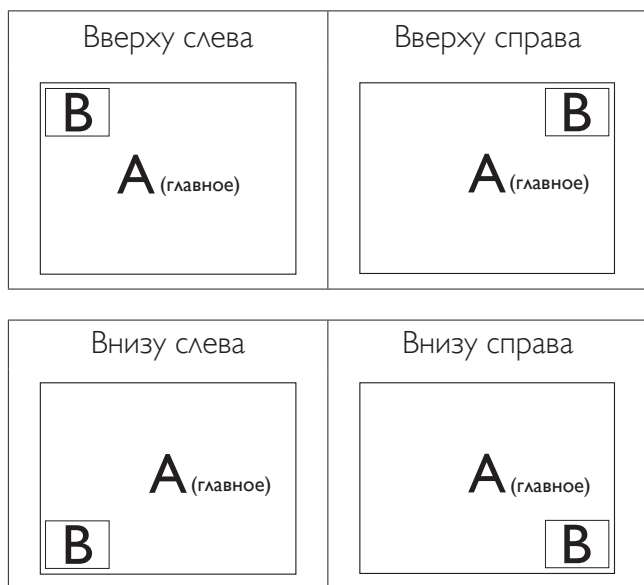 Вверху слева
B
A (главное)
Вверху справа
B
A (главное)
Внизу слева
A (главное)
B
Внизу справа
A (главное)
B